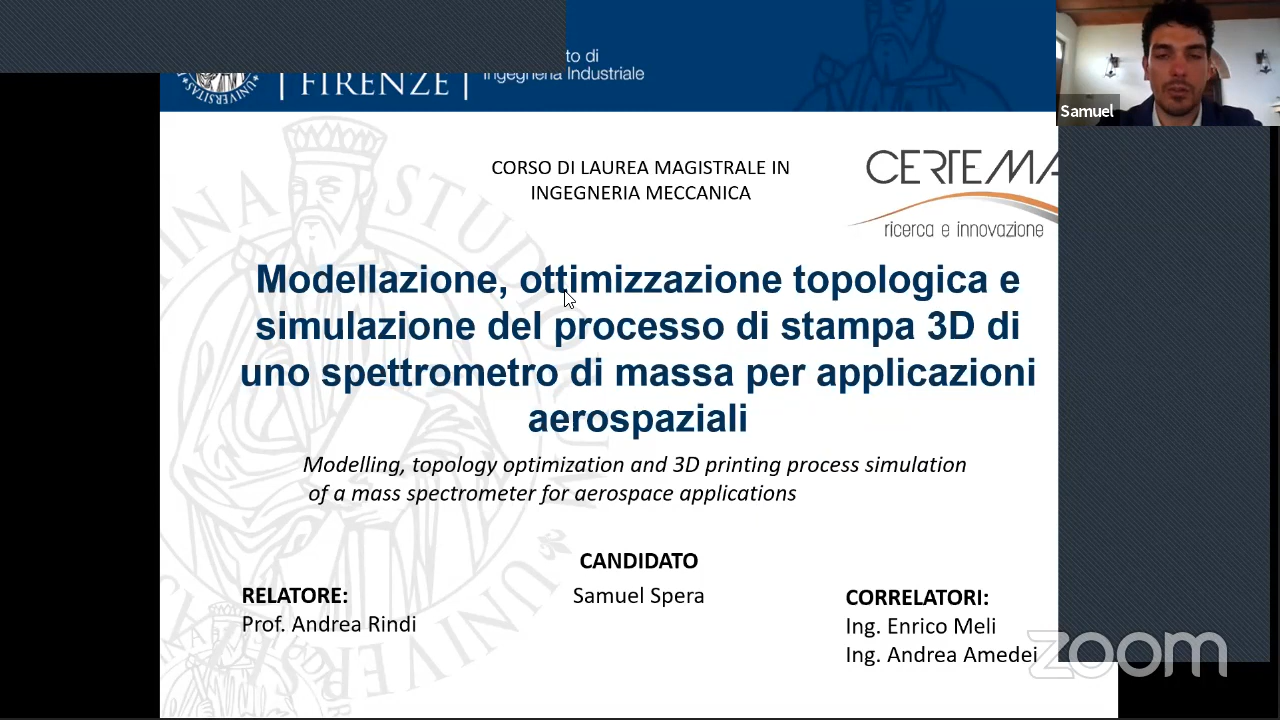 to di
FIRENZE
Ingegneria Industriale
Samuel
CORSO DI LAUREA MAGISTRALE IN
INGEGNERIA MECCANICA
CERTEMA
ricerca e innovazione
Modellazione, ottimizzazione topologica e
simulazione del processo di stampa 3D di
uno spettrometro di massa per applicazioni
aerospaziali
Modelling, topology optimization and 3D printing process simulation
of a mass spectrometer for aerospace applications
CANDIDATO
Samuel Spera
RELATORE:
Prof. Andrea Rindi
CORRELATORI:
Ing. Enrico Meli
Ing. Andrea Amedei
zoom